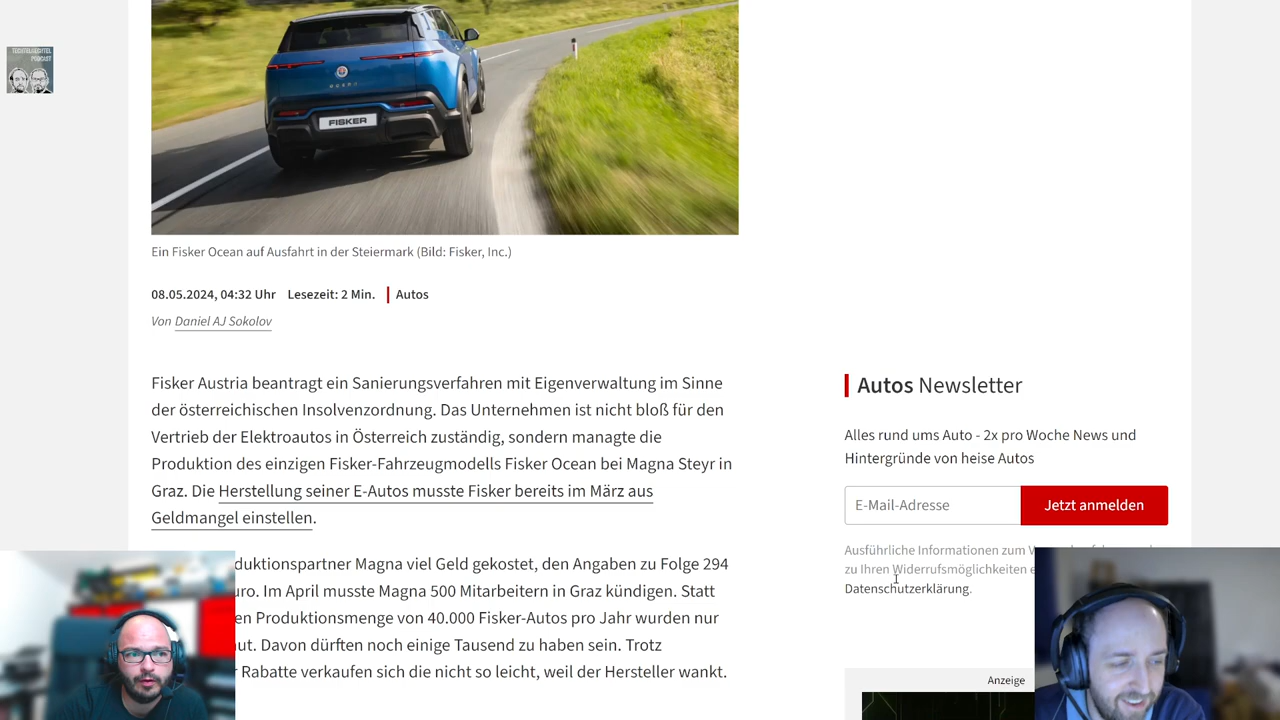 TECHTELMECHTEL
PODCAST
FISKER
Ein Fisker Ocean auf Ausfahrt in der Steiermark (Bild: Fisker, Inc.)
08.05.2024, 04:32 Uhr Lesezeit: 2 Min. Autos
Von Daniel AJ Sokolov
Fisker Austria beantragt ein Sanierungsverfahren mit Eigenverwaltung im Sinne
der österreichischen Insolvenzordnung. Das Unternehmen ist nicht bloß für den
Vertrieb der Elektroautos in Österreich zuständig, sondern managte die
Produktion des einzigen Fisker-Fahrzeugmodells Fisker Ocean bei Magna Steyr in
Graz. Die Herstellung seiner E-Autos musste Fisker bereits im März aus
Geldmangel einstellen.
duktionspartner Magna viel Geld gekostet, den Angaben zu Folge 294
uro. Im April musste Magna 500 Mitarbeitern in Graz kündigen. Statt
en Produktionsmenge von 40.000 Fisker-Autos pro Jahr wurden nur
ut. Davon dürften noch einige Tausend zu haben sein. Trotz
r Rabatte verkaufen sich die nicht so leicht, weil der Hersteller wankt.
Autos Newsletter
Alles rund ums Auto - 2x pro Woche News und
Hintergründe von heise Autos
E-Mail-Adresse Jetzt anmelden
Ausführliche Informationen zum
zu Ihren Widerrufsmöglichkeiten
Datenschutzerklärung.
Anzeige